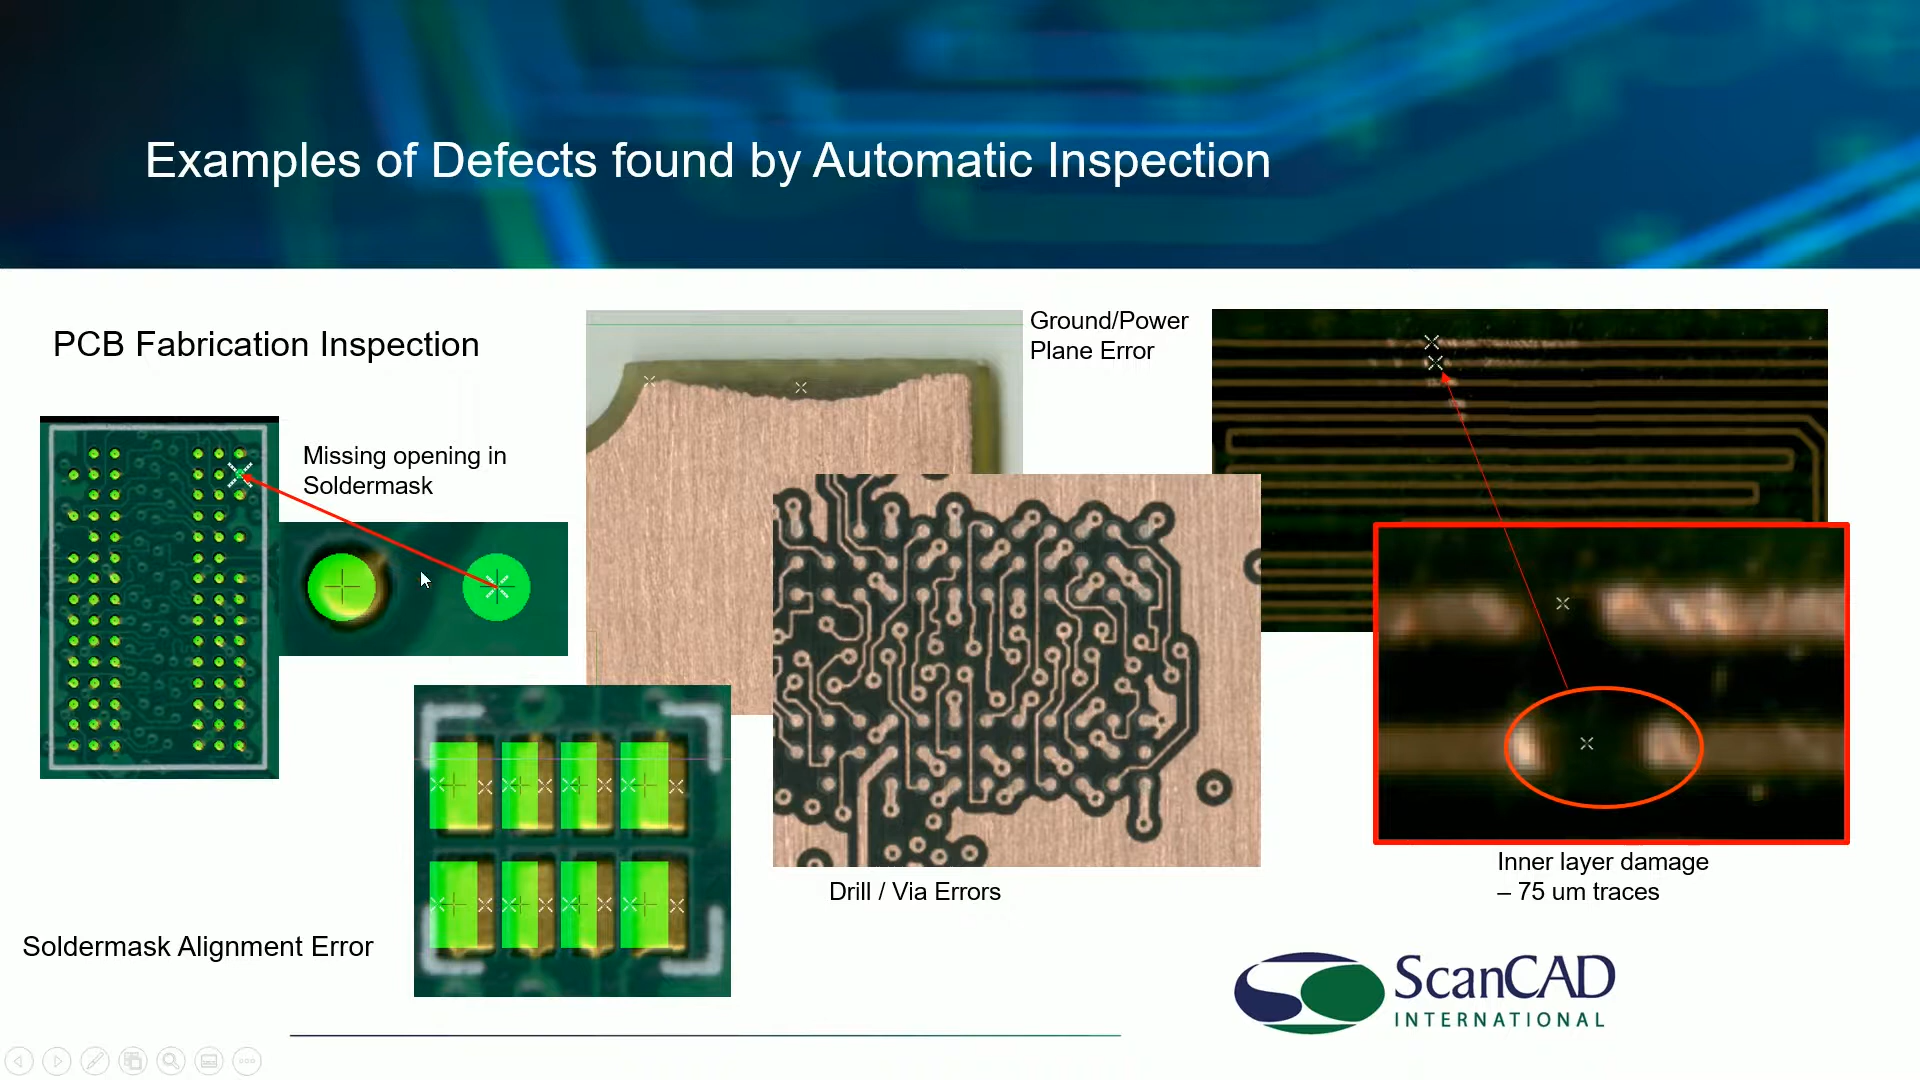 Examples of Defects found by Automatic Inspection
PCB Fabrication Inspection
Ground/Power
Plane Error
Missing opening in
Soldermask
Drill / Via Errors
Inner layer damage
– 75 um traces
Soldermask Alignment Error
ScanCAD
INTERNATIONAL